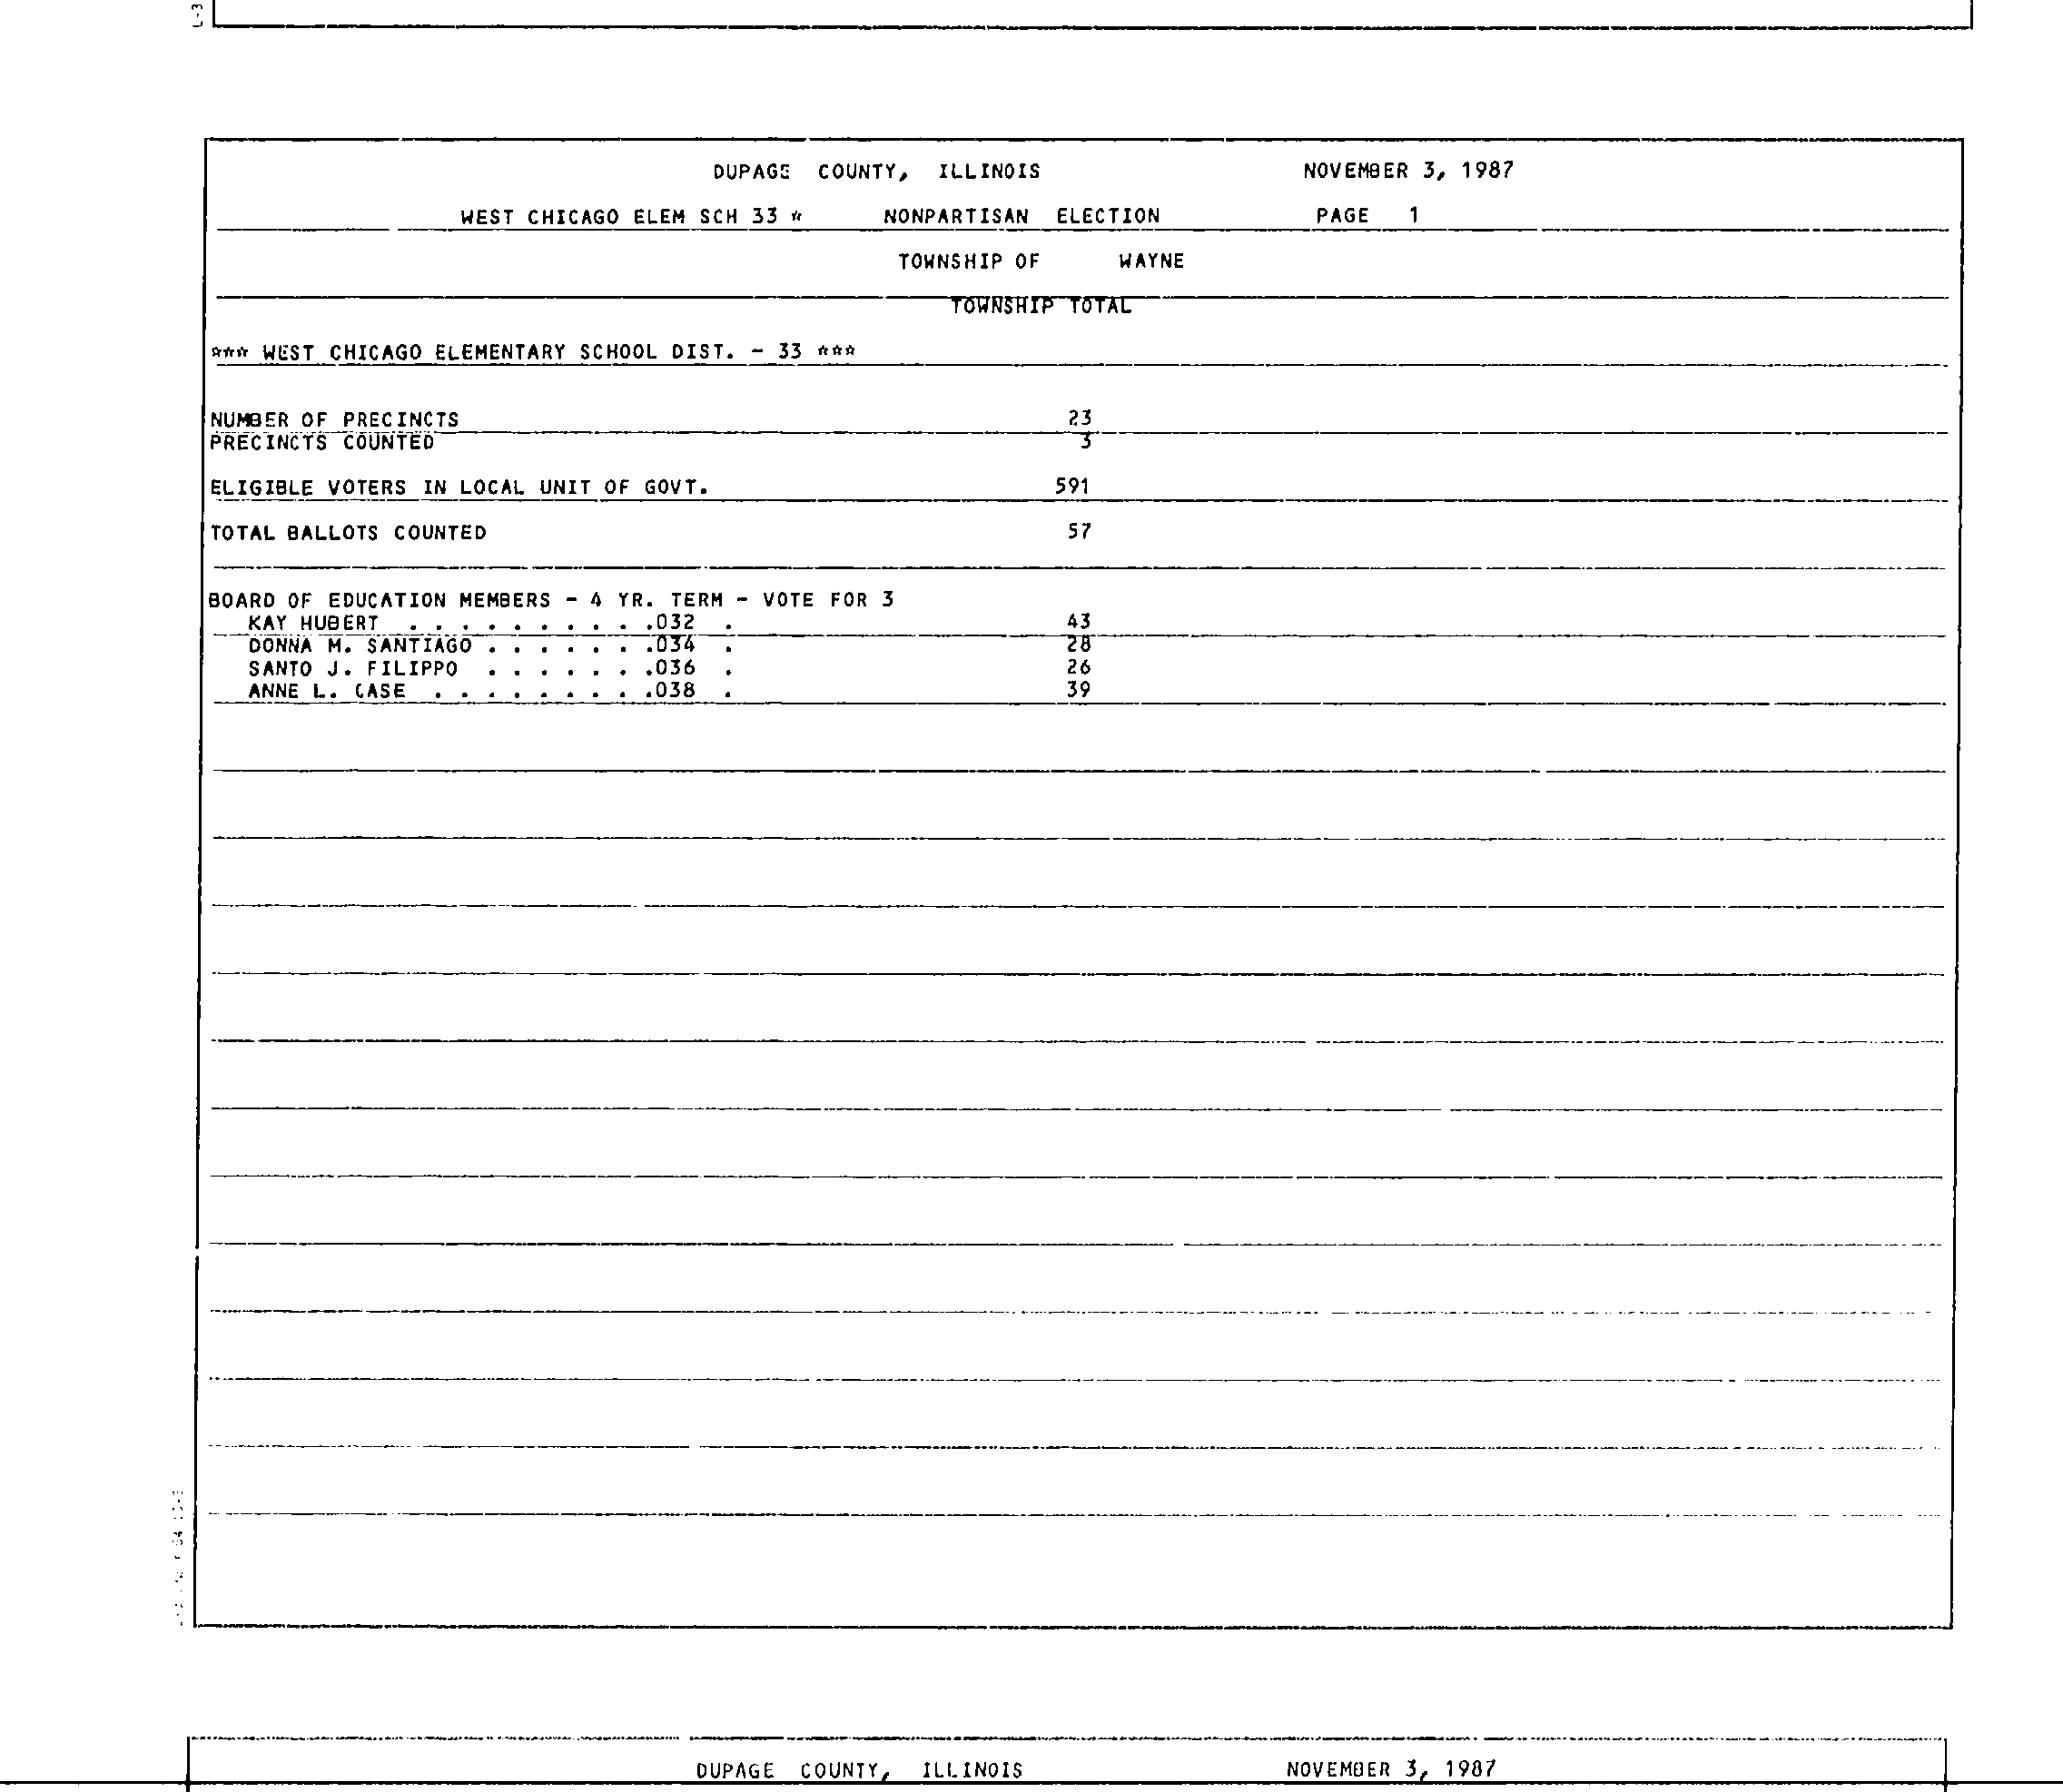 L-3
DUPAGE COUNTY, ILLINOIS NOVEMBER 3, 1987
WEST CHICAGO ELEM SCH 33 * NONPARTISAN ELECTION PAGE 1
TOWNSHIP OF WAYNE
TOWNSHIP TOTAL
*** WEST CHICAGO ELEMENTARY SCHOOL DIST. - 33 ***
NUMBER OF PRECINCTS 23
PRECINCTS COUNTED 3
ELIGIBLE VOTERS IN LOCAL UNIT OF GOVT. 591
TOTAL BALLOTS COUNTED 57
BOARD OF EDUCATION MEMBERS - 4 YR. TERM - VOTE FOR 3
KAY HUBERT . . . . . . . . . .032 . 43
DONNA M. SANTIAGO . . . . . . .034 . 28
SANTO J. FILIPPO . . . . . . .036 . 26
ANNE L. CASE . . . . . . . . .038 . 39
DUPAGE COUNTY, ILLINOIS NOVEMBER 3, 1987